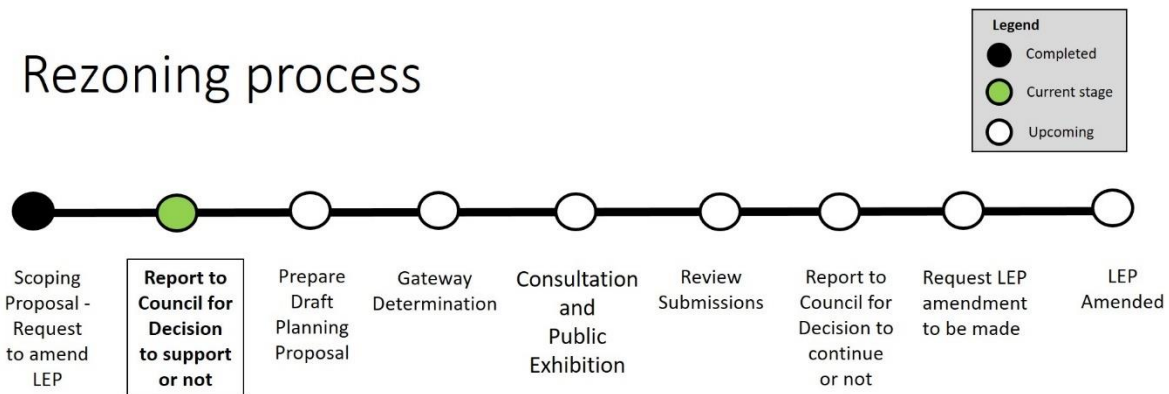 Rezoning process
Legend
Completed
Current stage
Upcoming
Scoping
Proposal -
Request
to amend
LEP
Report to
Council for
Decision
to support
or not
Prepare
Draft
Planning
Proposal
Gateway
Determination
Consultation
and
Public
Exhibition
Review
Submissions
Report to
Council for
Decision to
continue
or not
Request LEP
amendment
to be made
LEP
Amended